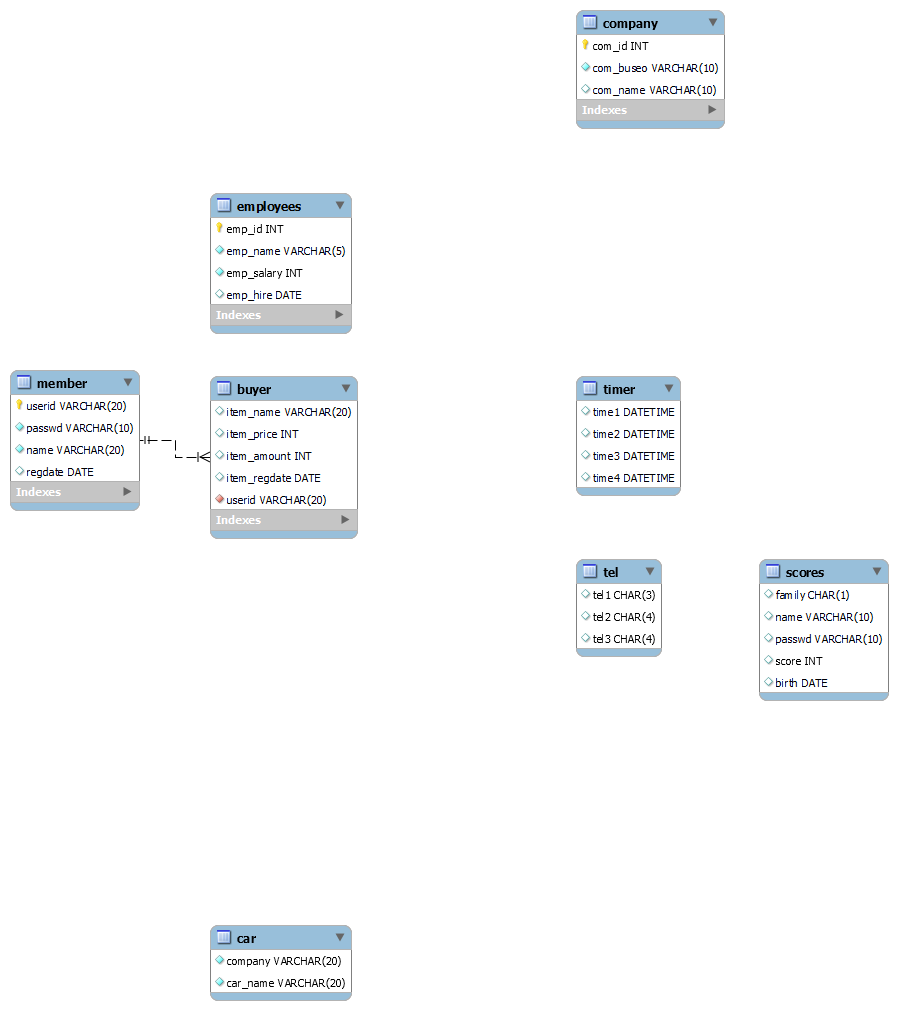 company
com_id INT
com_buseo VARCHAR(10)
com_name VARCHAR(10)
Indexes
employees
emp_id INT
emp_name VARCHAR(5)
emp_salary INT
emp_hire DATE
Indexes
member
userid VARCHAR(20)
passwd VARCHAR(10)
name VARCHAR(20)
regdate DATE
Indexes
buyer
item_name VARCHAR(20)
item_price INT
item_amount INT
item_regdate DATE
userid VARCHAR(20)
Indexes
timer
time1 DATETIME
time2 DATETIME
time3 DATETIME
time4 DATETIME
tel
tel1 CHAR(3)
tel2 CHAR(4)
tel3 CHAR(4)
scores
family CHAR(1)
name VARCHAR(10)
passwd VARCHAR(10)
score INT
birth DATE
car
company VARCHAR(20)
car_name VARCHAR(20)